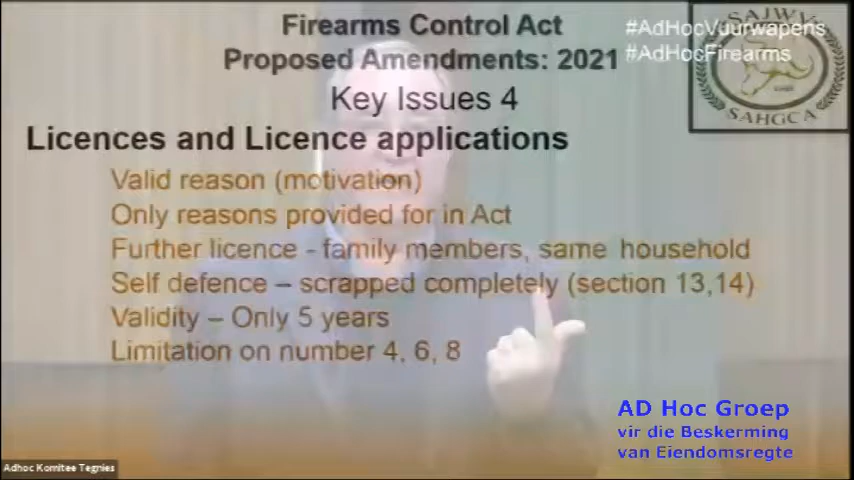 Firearms Control Act
Proposed Amendments: 2021
Key Issues 4
#AdHocVuurwapens
#AdHocFirearms
SAJWV
SAHGCA
Licences and Licence applications
Valid reason (motivation)
Only reasons provided for in Act
Further licence - family members, same household
Self defence – scrapped completely (section 13,14)
Validity – Only 5 years
Limitation on number 4, 6, 8
AD Hoc Groep
vir die Beskerming
van Eiendomsregte
Adhoc Komitee Tegnies